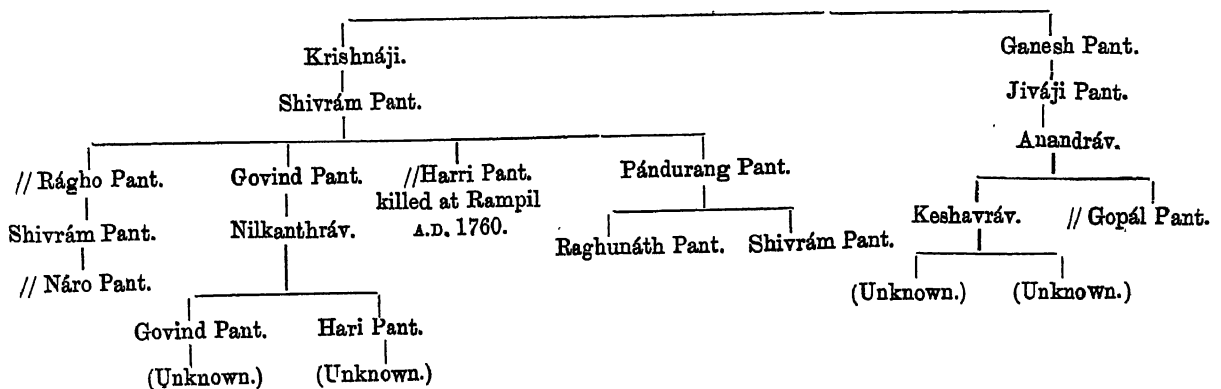 Krishnáji.
Ganesh Pant.
Shivrám Pant.
Jiváji Pant.
Anandráv.
// Rágho Pant.
Govind Pant.
//Harri Pant.
killed at Rampil
A.D. 1760.
Pándurang Pant.
Shivrám Pant.
Nilkanthráv.
Raghunáth Pant.
Shivrám Pant.
Keshavráv.
// Gopál Pant.
// Náro Pant.
(Unknown.)
(Unknown.)
Govind Pant.
Hari Pant.
(Unknown.)
(Unknown.)